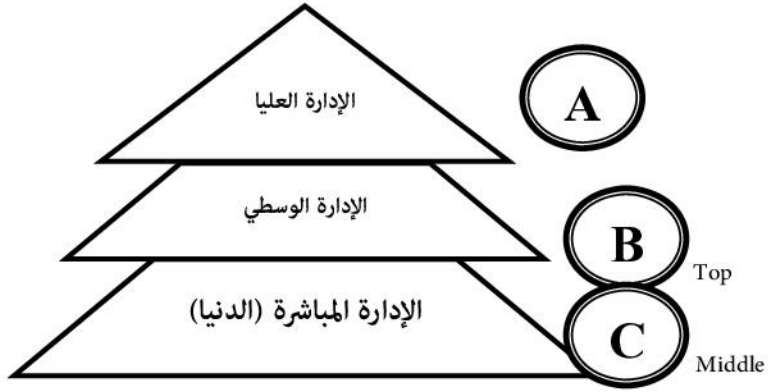 الإدارة العليا
A
الإدارة الوسطي
B
Top
الإدارة المباشرة (الدنيا)
C
Middle